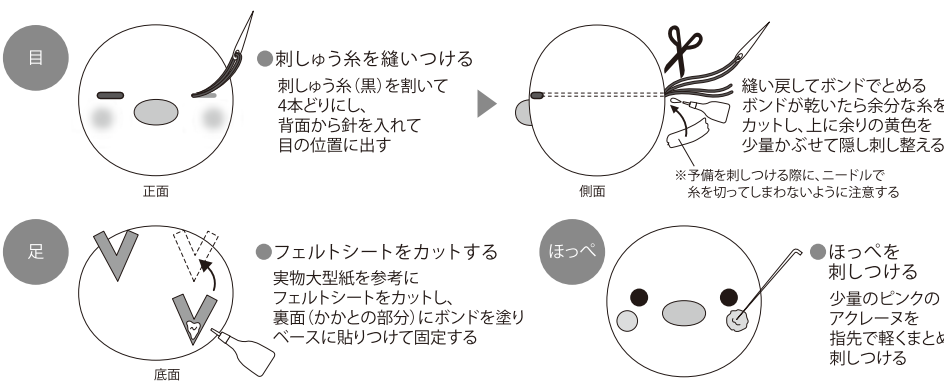 目
●刺しゅう糸を縫いつける
刺しゅう糸（黒）を割いて
4本どりにし、
背面から針を入れて
目の位置に出す
正面
縫い戻してボンドでとめる
ボンドが乾いたら余分な糸を
カットし、上に余りの黄色を
少量かぶせて隠し刺し整える
※予備を刺しつける際に、ニードルで
糸を切ってしまわないように注意する
側面
足
●フェルトシートをカットする
実物大型紙を参考に
フェルトシートをカットし、
裏面（かかとの部分）にボンドを塗り
ベースに貼りつけて固定する
底面
ほっぺ
●ほっぺを
刺しつける
少量のピンクの
アクレーヌを
指先で軽くまとめ
刺しつける